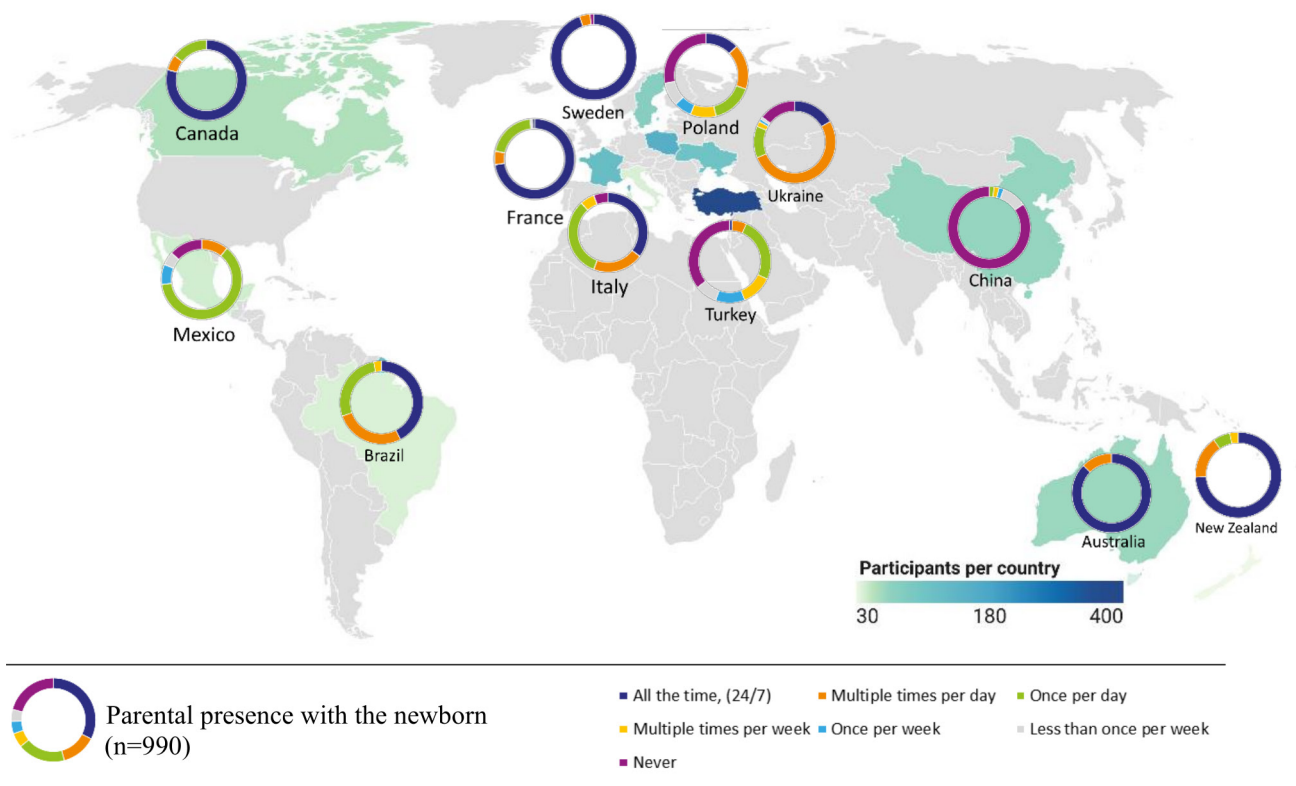 Canada
Sweden
Poland
Ukraine
France
Italy
Turkey
China
Mexico
Brazil
Australia
New Zealand
Participants per country
30 180 400
Parental presence with the newborn
(n=990)
All the time, (24/7) Multiple times per day Once per day
Multiple times per week Once per week Less than once per week
Never